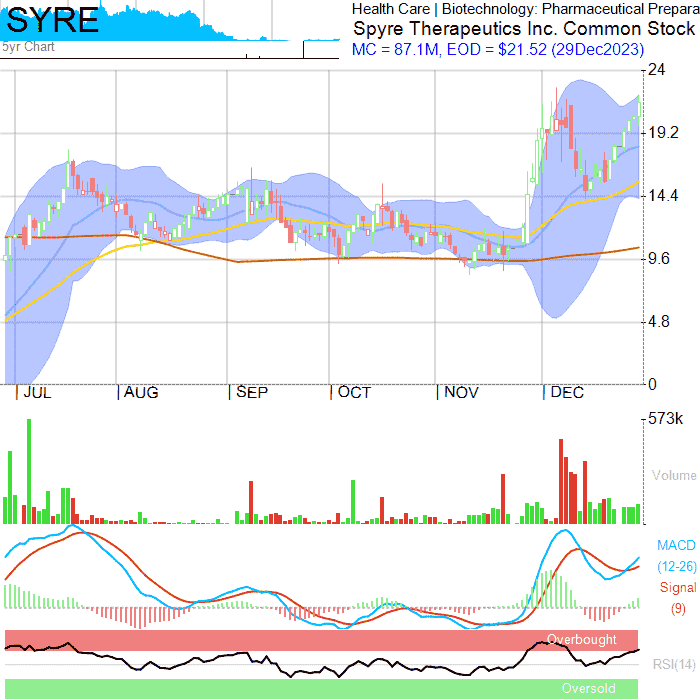 SYRE
Health Care | Biotechnology: Pharmaceutical Prepara
Spyre Therapeutics Inc. Common Stock
5yr Chart
MC = 87.1M, EOD = $21.52 (29Dec2023)
24
19.2
14.4
9.6
4.8
0
JUL AUG SEP OCT NOV DEC
573k
Volume
MACD
(12-26)
Signal
(9)
Overbought
RSI(14)
Oversold